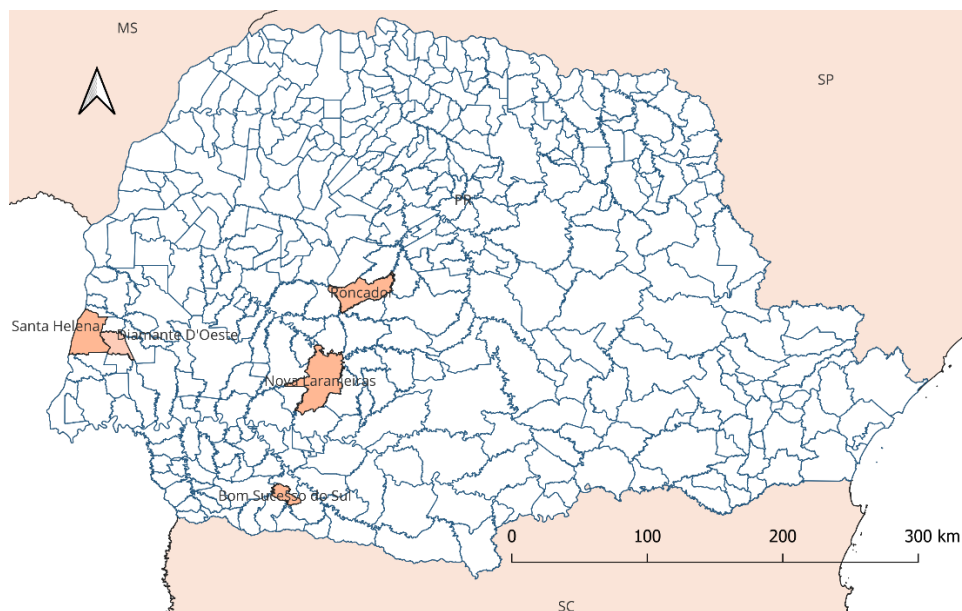 MS
SP
PR
Roncador
Santa Helena
Diamante D'Oeste
Nova Laranjeiras
Bom Sucesso do Sul
0 100 200 300 km
SC